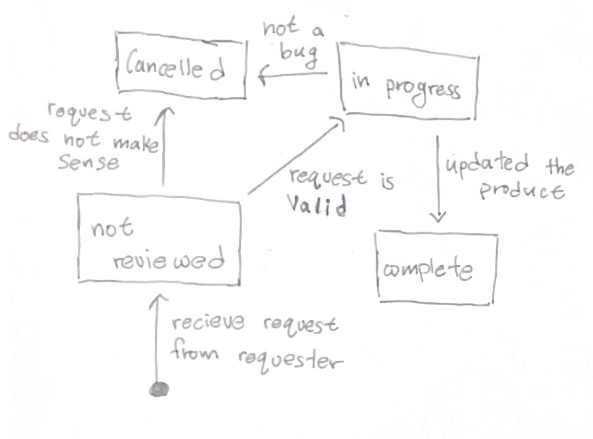 Cancelled
not a
bug
in progress
request
does not make
sense
request is
Valid
updated the
product
not
reviewed
complete
recieve request
from requester